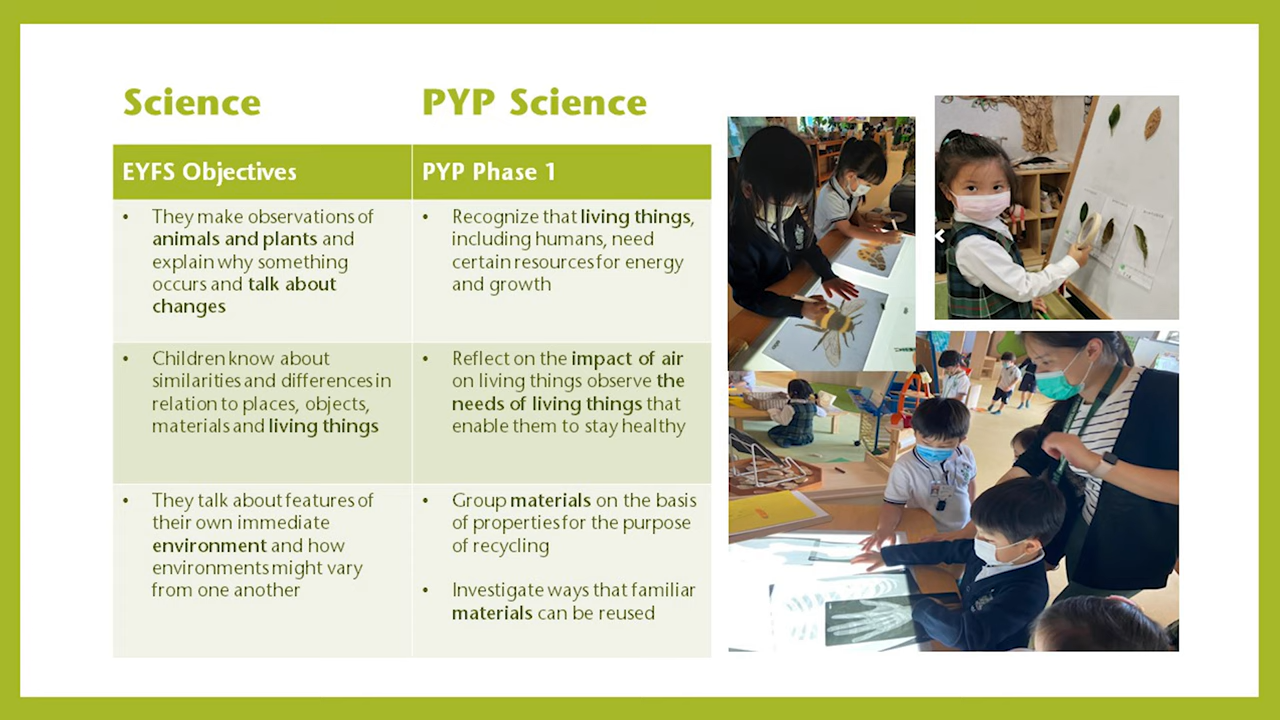 Science
PYP Science
EYFS Objectives
PYP Phase 1
• They make observations of
animals and plants and
explain why something
occurs and talk about
changes
• Recognize that living things,
including humans, need
certain resources for energy
and growth
• Children know about
similarities and differences in
relation to places, objects,
materials and living things
• Reflect on the impact of air
on living things observe the
needs of living things that
enable them to stay healthy
• They talk about features of
their own immediate
environment and how
environments might vary
from one another
• Group materials on the basis
of properties for the purpose
of recycling
• Investigate ways that familiar
materials can be reused